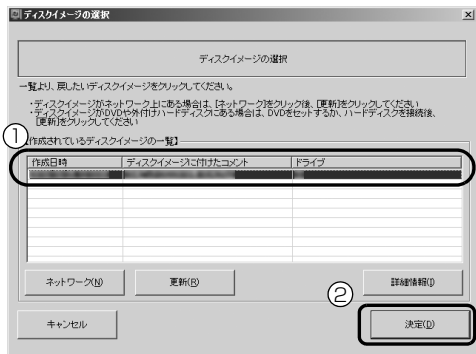 ディスクイメージの選択
ディスクイメージの選択
一覧より、戻したいディスクイメージをクリックしてください。
・ディスクイメージがネットワーク上にある場合は、[ネットワーク]をクリック後、[更新]をクリックしてください
・ディスクイメージがDVDや外付けハードディスクにある場合は、DVDをセットするか、ハードディスクを接続後、
[更新]をクリックしてください
①
【作成されているディスクイメージの一覧】
作成日時 ディスクイメージに付けたコメント ドライブ
ネットワーク(N) 更新(R) 詳細情報(I)
②
キャンセル 決定(D)